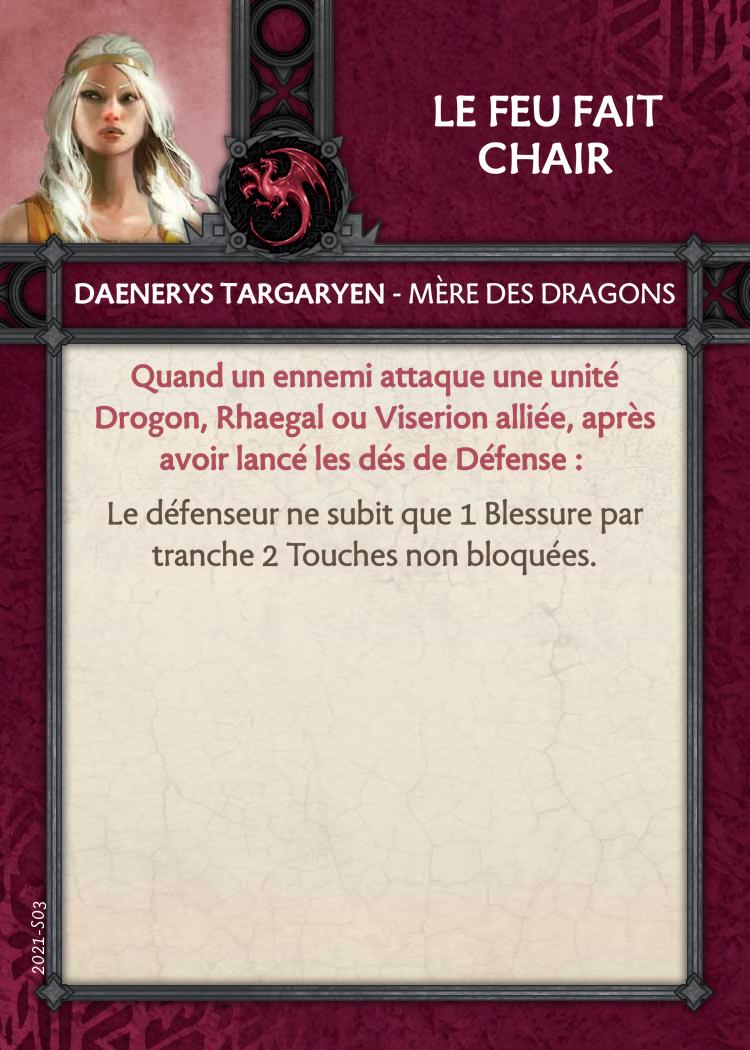 LE FEU FAIT
CHAIR
DAENERYS TARGARYEN - MÈRE DES DRAGONS
Quand un ennemi attaque une unité
Drogon, Rhaegal ou Viserion alliée, après
avoir lancé les dés de Défense :
Le défenseur ne subit que 1 Blessure par
tranche 2 Touches non bloquées.
2021-S03